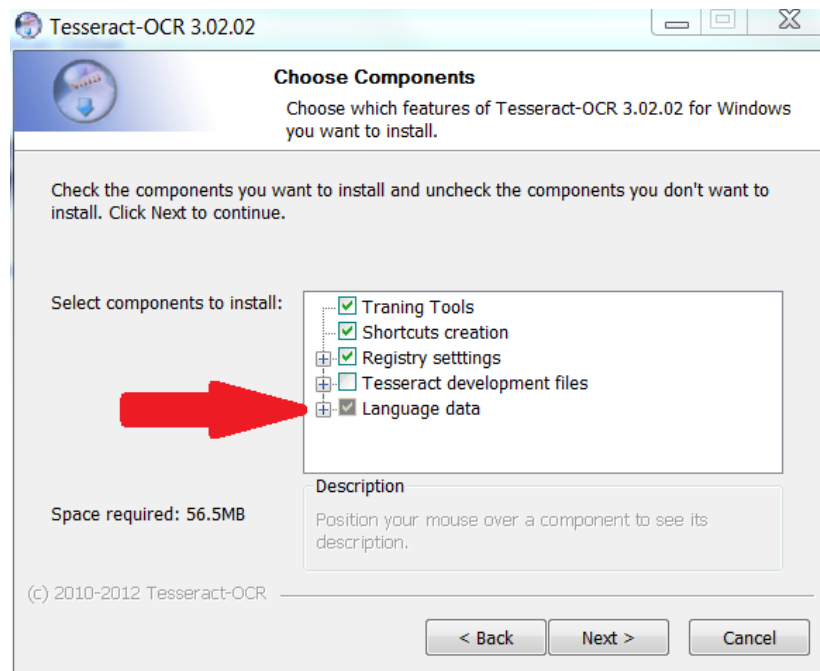 Tesseract-OCR 3.02.02
Choose Components
Choose which features of Tesseract-OCR 3.02.02 for Windows
you want to install.
Check the components you want to install and uncheck the components you don't want to
install. Click Next to continue.
Select components to install:
Traning Tools
Shortcuts creation
Registry setttings
Tesseract development files
Language data
Space required: 56.5MB
Description
Position your mouse over a component to see its
description.
(c) 2010-2012 Tesseract-OCR
< Back
Next >
Cancel